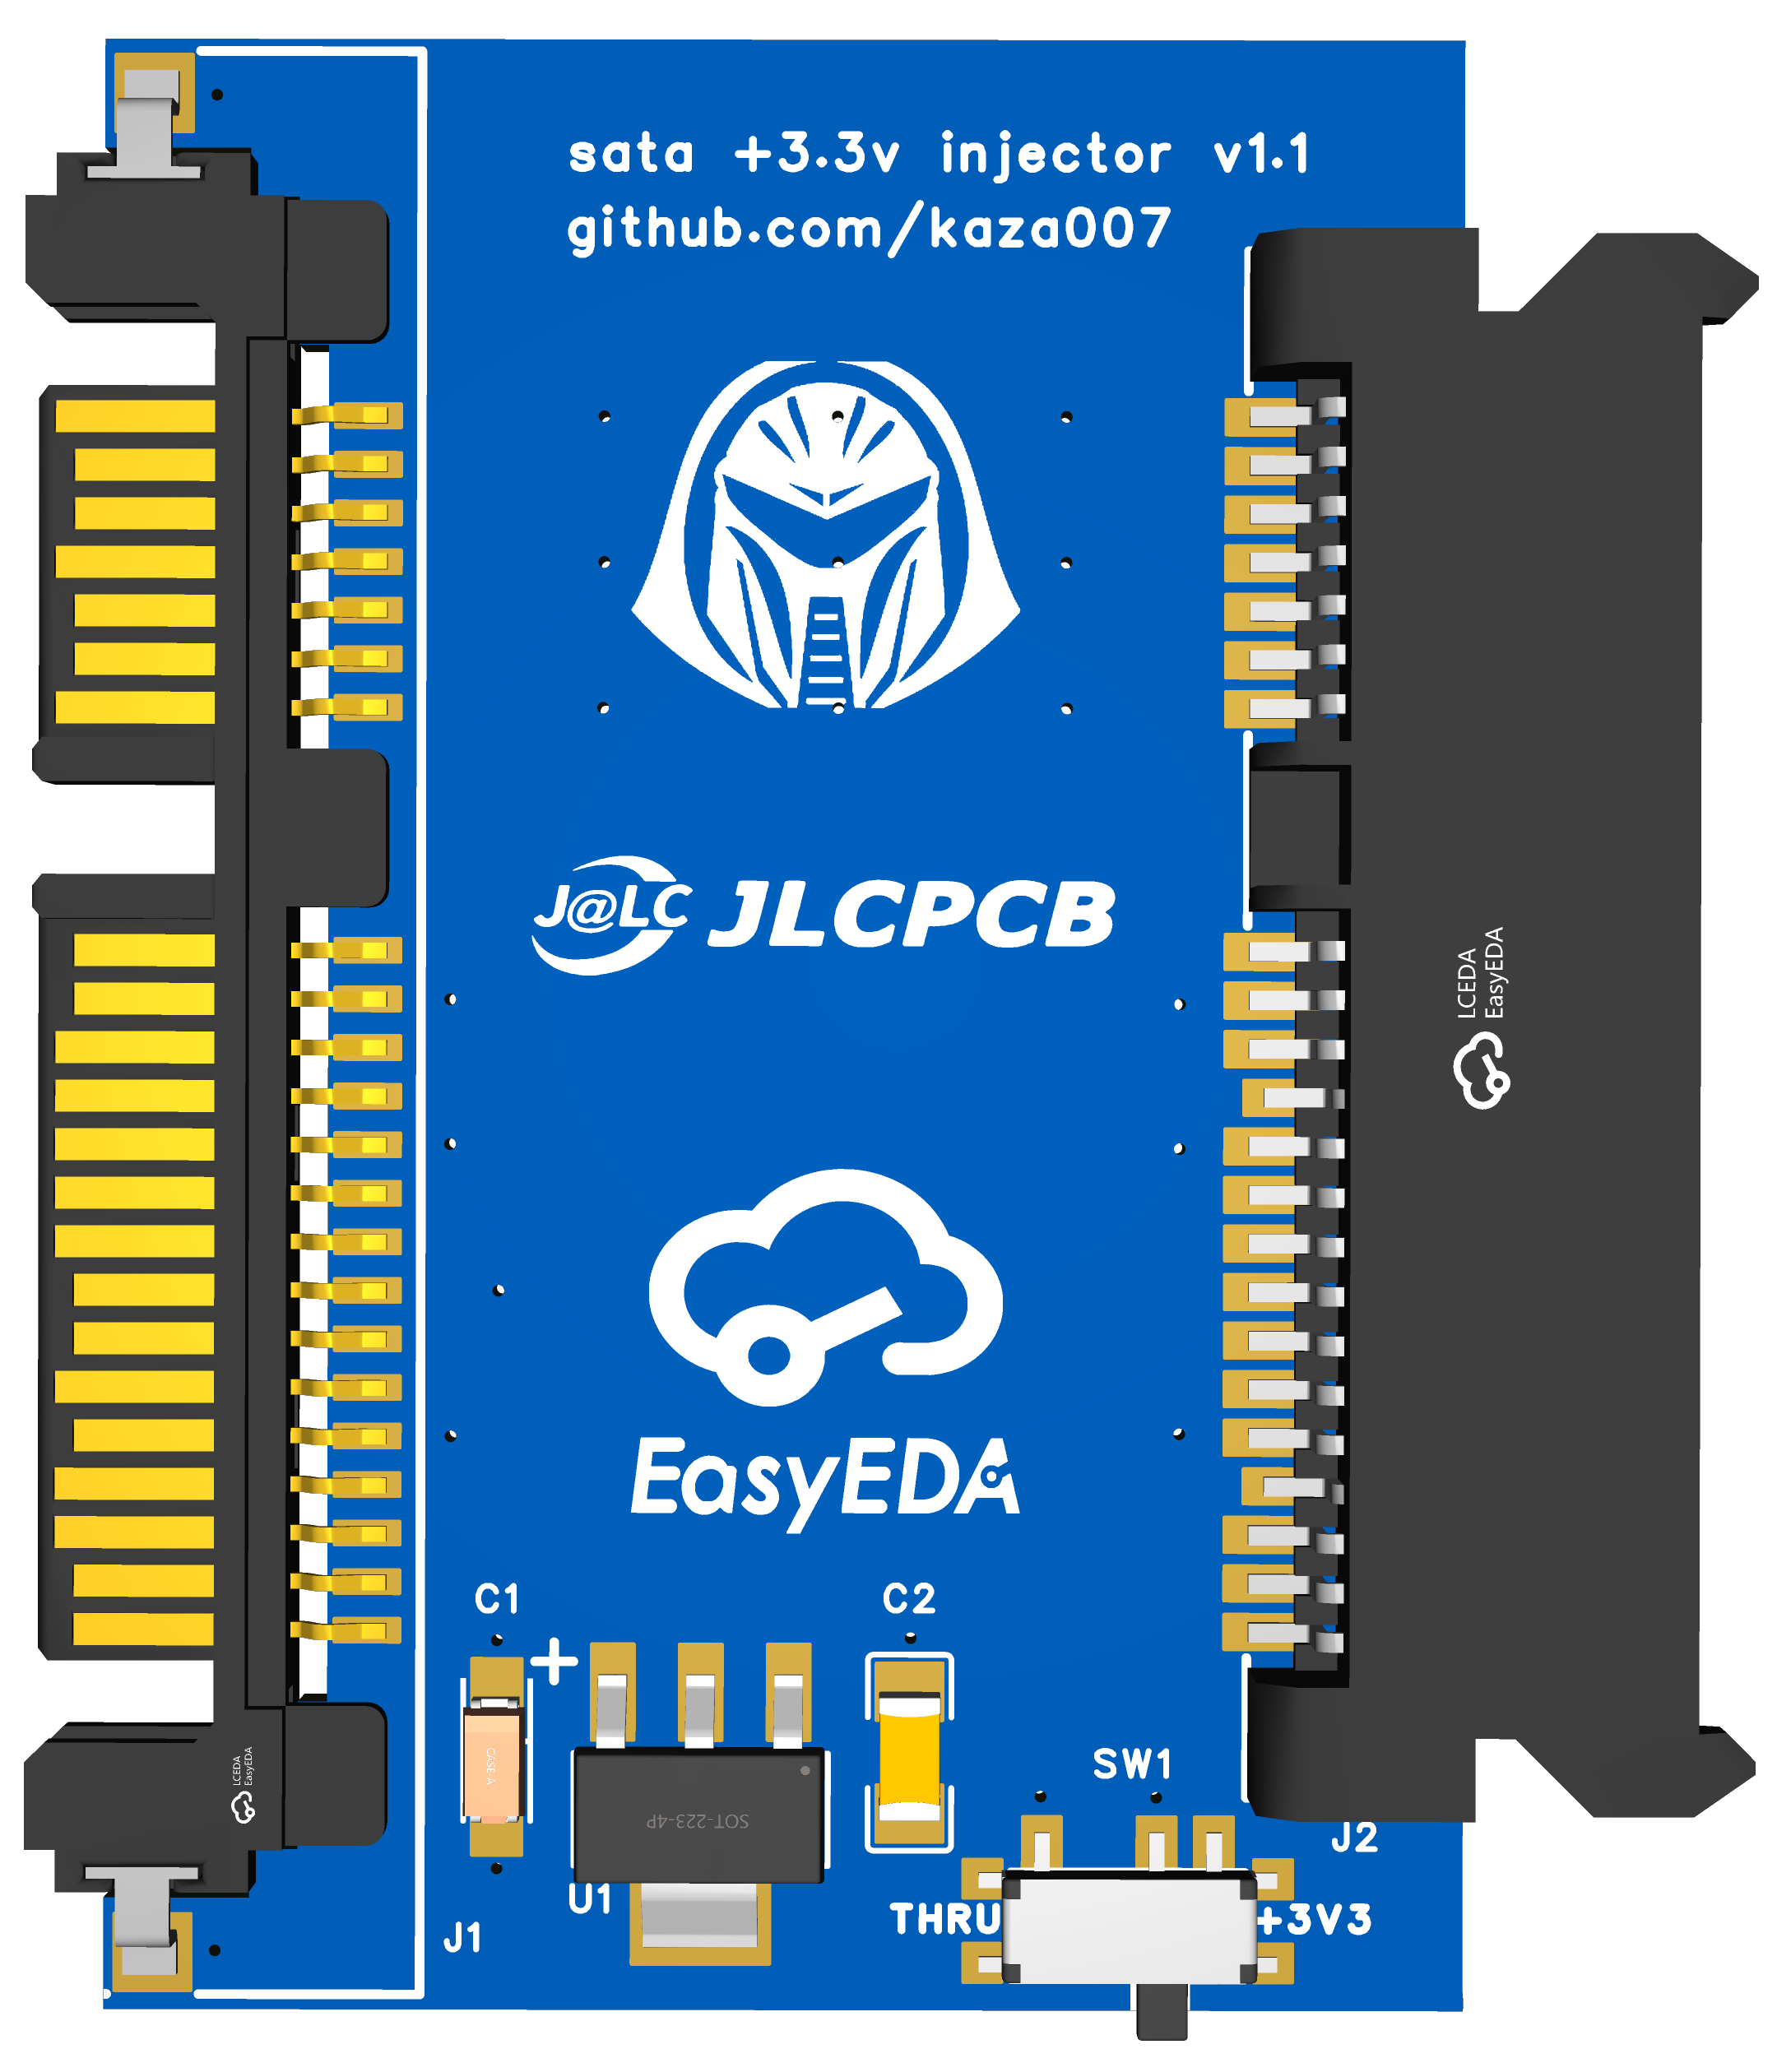 sata +3.3v injector v1.1
github.com/kaza007
J@LC JLCPCB
LCEDA
EasyEDA
EasyEDA
C1
C2
+
SW1
CASE-A
LCEDA
EasyEDA
SOT-223-4P
J2
U1
THRU
+3V3
J1